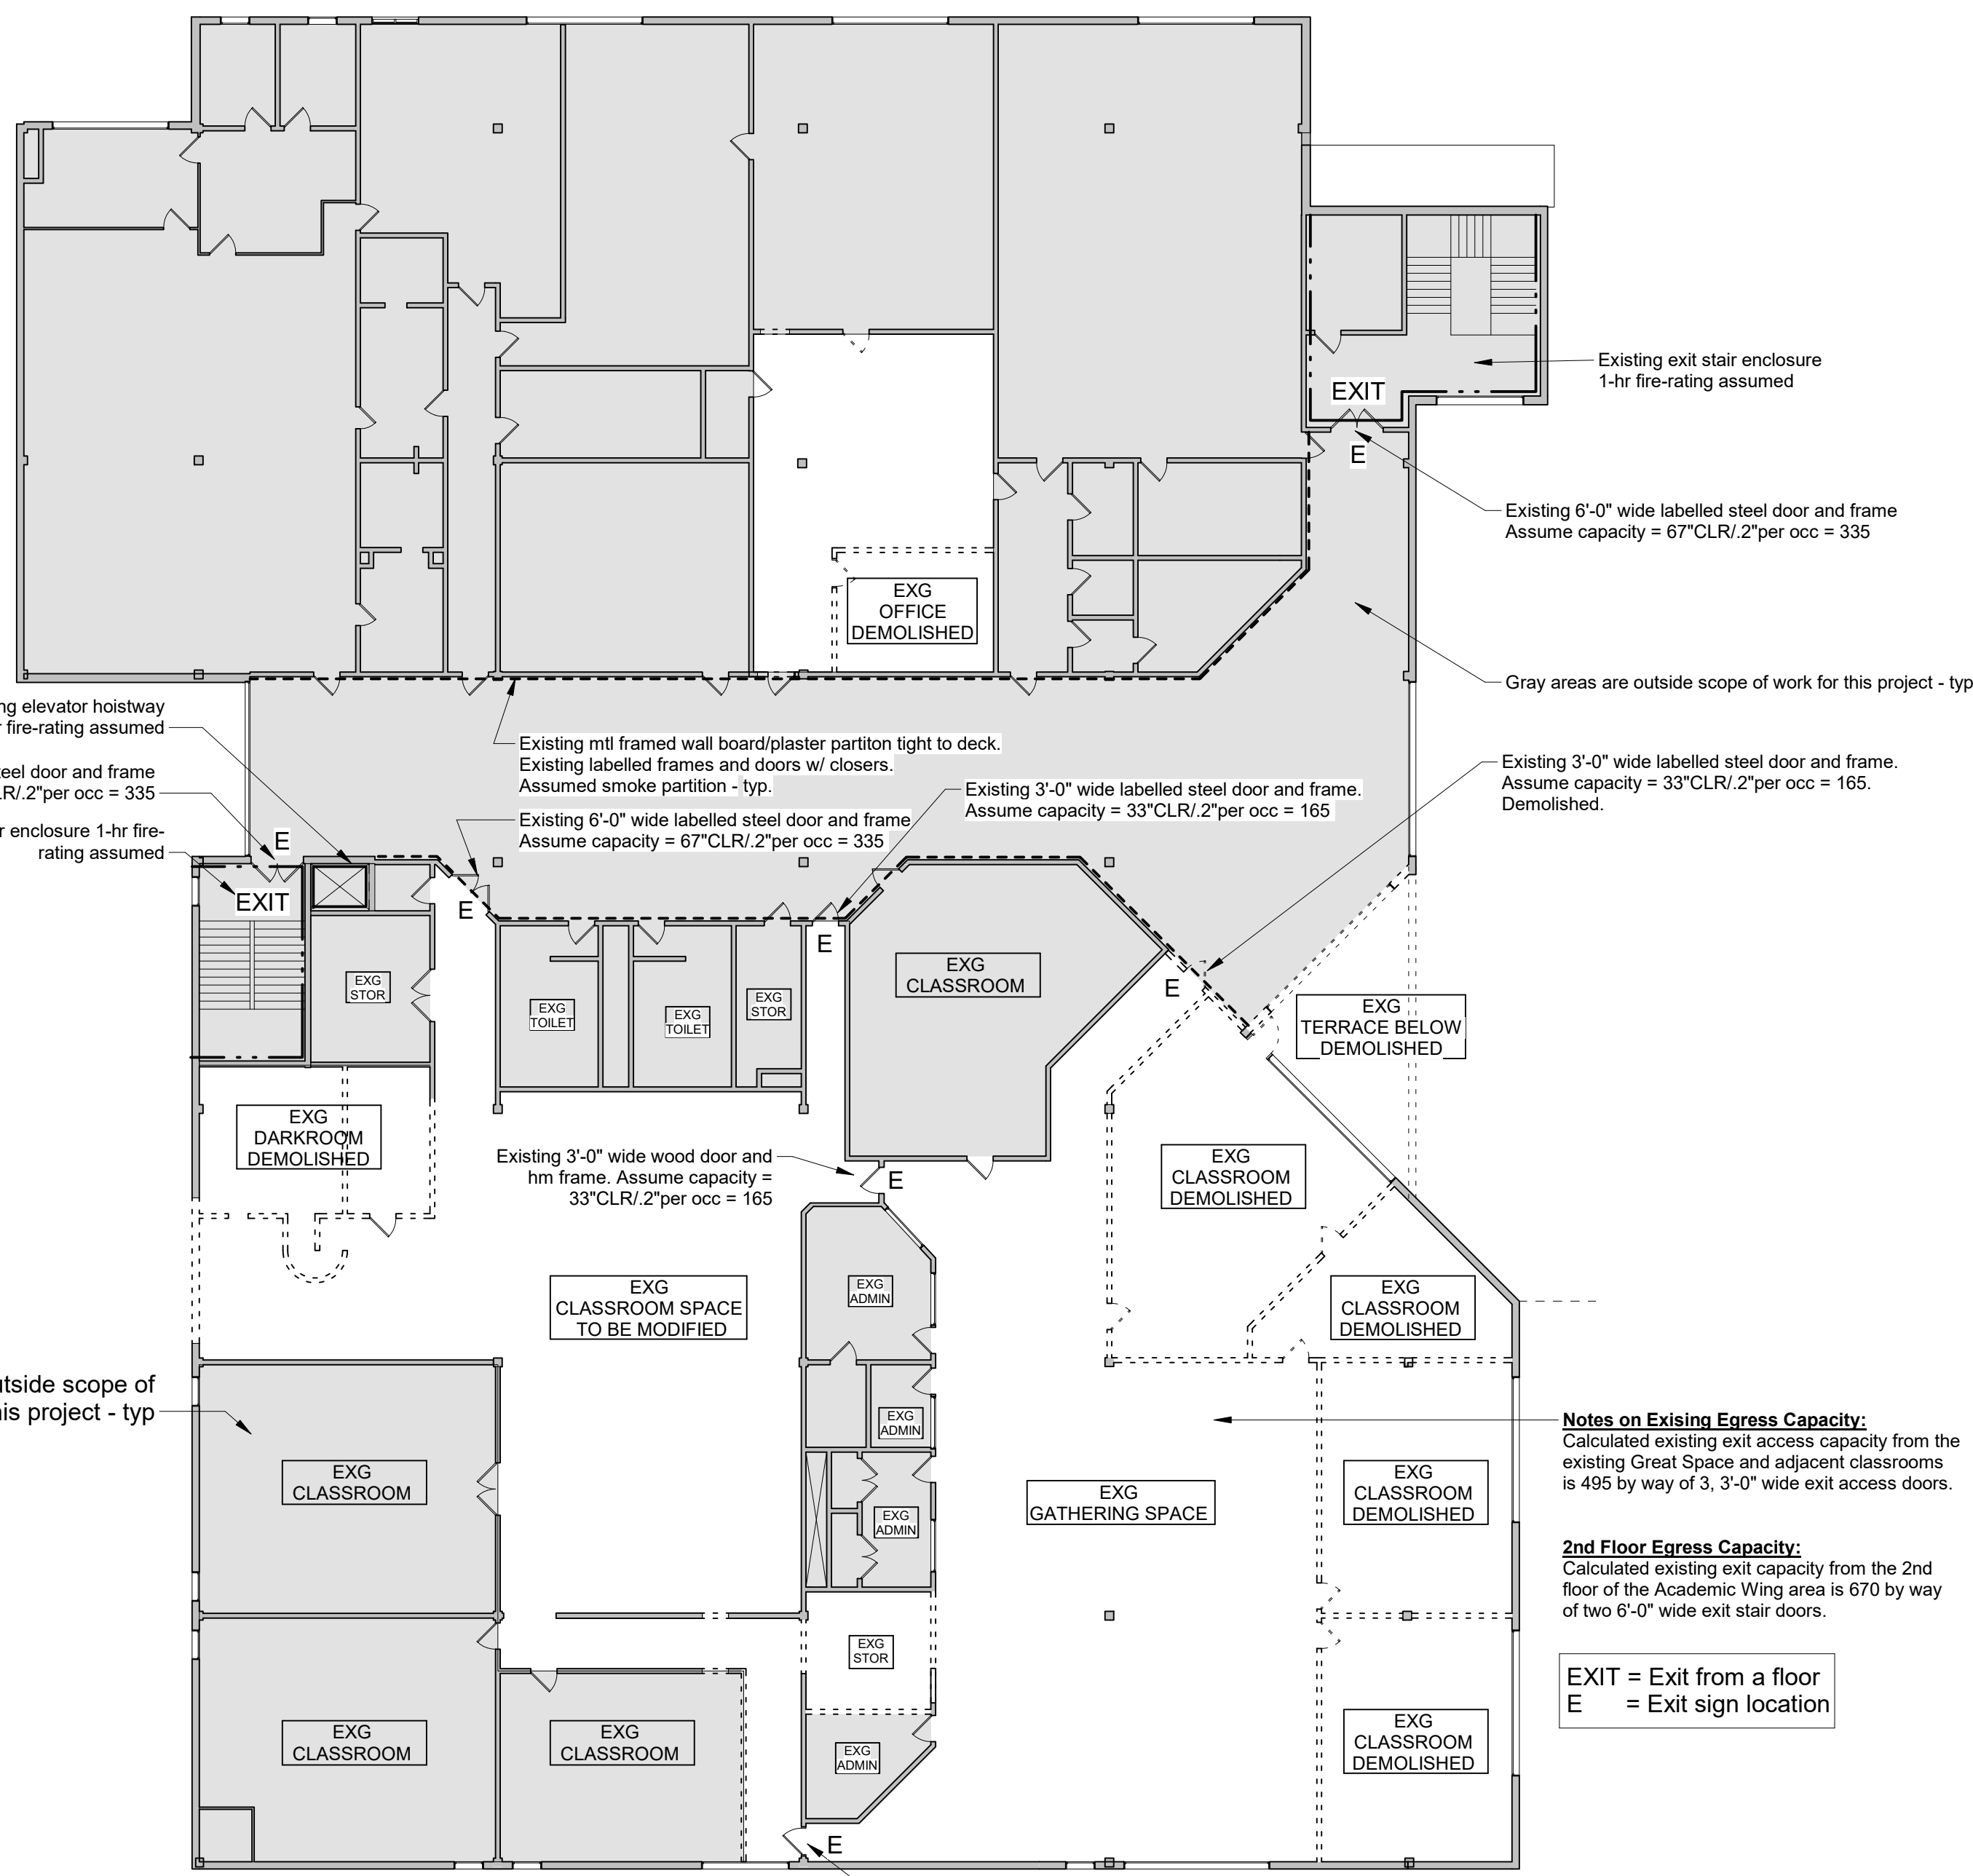 Existing exit stair enclosure
1-hr fire-rating assumed
EXIT
E
Existing 6'-0" wide labelled steel door and frame
Assume capacity = 67"CLR/.2"per occ = 335
EXG
OFFICE
DEMOLISHED
Gray areas are outside scope of work for this project - typ
ng elevator hoistway
r fire-rating assumed
Existing mtl framed wall board/plaster partiton tight to deck.
Existing labelled frames and doors w/ closers.
Assumed smoke partition - typ.
Existing 3'-0" wide labelled steel door and frame.
Assume capacity = 33"CLR/.2"per occ = 165.
Demolished.
teel door and frame
LR/.2"per occ = 335
Existing 3'-0" wide labelled steel door and frame.
Assume capacity = 33"CLR/.2"per occ = 165
Existing 6'-0" wide labelled steel door and frame
Assume capacity = 67"CLR/.2"per occ = 335
r enclosure 1-hr fire-
rating assumed
E
EXIT
E
E
EXG
CLASSROOM
E
EXG
STOR
EXG
TOILET
EXG
TOILET
EXG
STOR
EXG
TERRACE BELOW
DEMOLISHED
EXG
DARKROOM
DEMOLISHED
Existing 3'-0" wide wood door and
hm frame. Assume capacity =
33"CLR/.2"per occ = 165
E
EXG
CLASSROOM
DEMOLISHED
EXG
CLASSROOM SPACE
TO BE MODIFIED
EXG
ADMIN
EXG
CLASSROOM
DEMOLISHED
utside scope of
his project - typ
EXG
ADMIN
Notes on Exising Egress Capacity:
Calculated existing exit access capacity from the
existing Great Space and adjacent classrooms
is 495 by way of 3, 3'-0" wide exit access doors.
EXG
CLASSROOM
EXG
ADMIN
EXG
GATHERING SPACE
EXG
CLASSROOM
DEMOLISHED
2nd Floor Egress Capacity:
Calculated existing exit capacity from the 2nd
floor of the Academic Wing area is 670 by way
of two 6'-0" wide exit stair doors.
EXG
STOR
EXIT = Exit from a floor
E = Exit sign location
EXG
CLASSROOM
EXG
CLASSROOM
EXG
ADMIN
EXG
CLASSROOM
DEMOLISHED
E